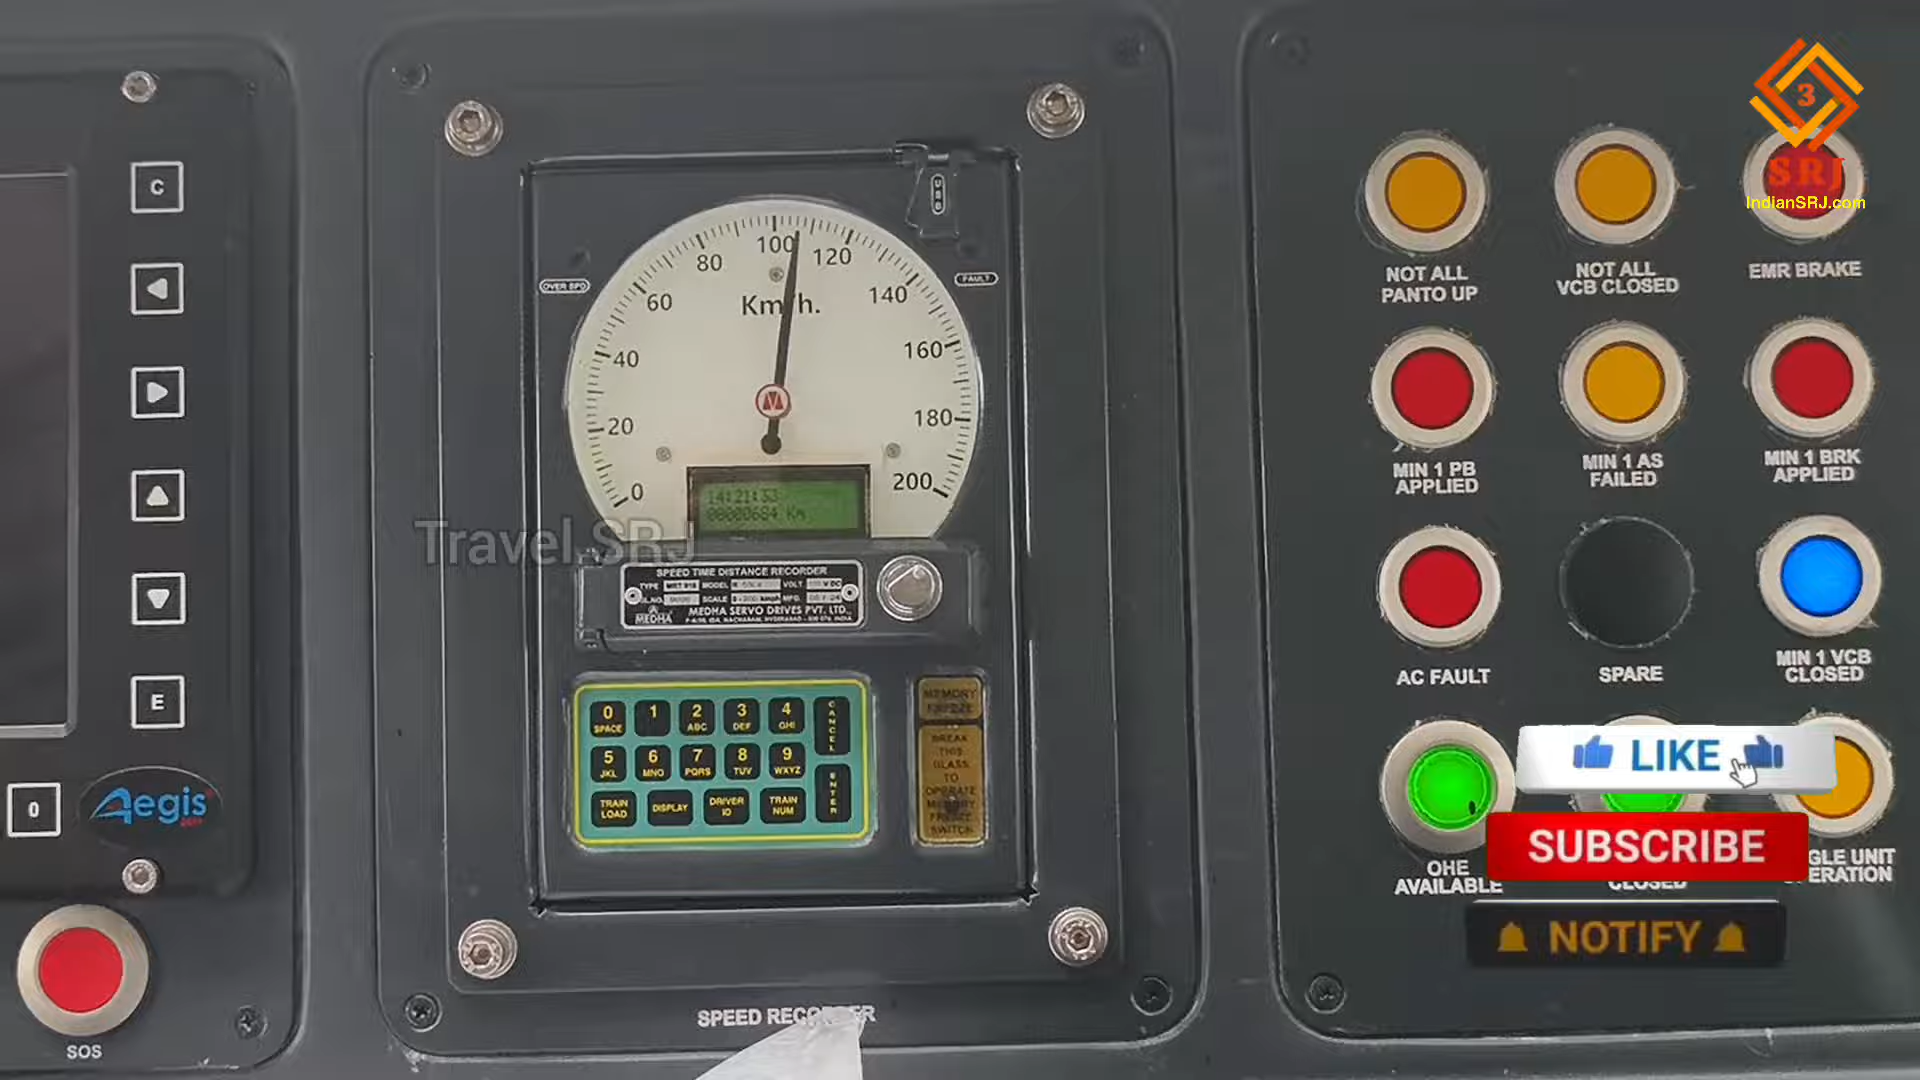 C
E
0
Aegis
SOS
USB
OVER SPD
FAULT
0
20
40
60
80
100
120
140
160
180
200
Km/h.
14:21:33
00000684 Km
Travel SRJ
SPEED TIME DISTANCE RECORDER
TYPE MODEL VOLT
SCALE MFG.
MEDHA MEDHA SERVO DRIVES PVT. LTD.,
0 SPACE 1 2 ABC 3 DEF 4 GHI CANCEL
5 JKL 6 MNO 7 PQRS 8 TUV 9 WXYZ ENTER
TRAIN LOAD DISPLAY DRIVER ID TRAIN NUM
MEMORY
FREEZE
BREAK
THIS
GLASS
TO
OPERATE
MEMORY
FREEZE
SWITCH
SPEED RECORDER
3
SRJ
IndianSRJ.com
NOT ALL
PANTO UP
NOT ALL
VCB CLOSED
EMR BRAKE
MIN 1 PB
APPLIED
MIN 1 AS
FAILED
MIN 1 BRK
APPLIED
AC FAULT
SPARE
MIN 1 VCB
CLOSED
OHE
AVAILABLE
CLOSED
GLE UNIT
PERATION
LIKE
SUBSCRIBE
NOTIFY